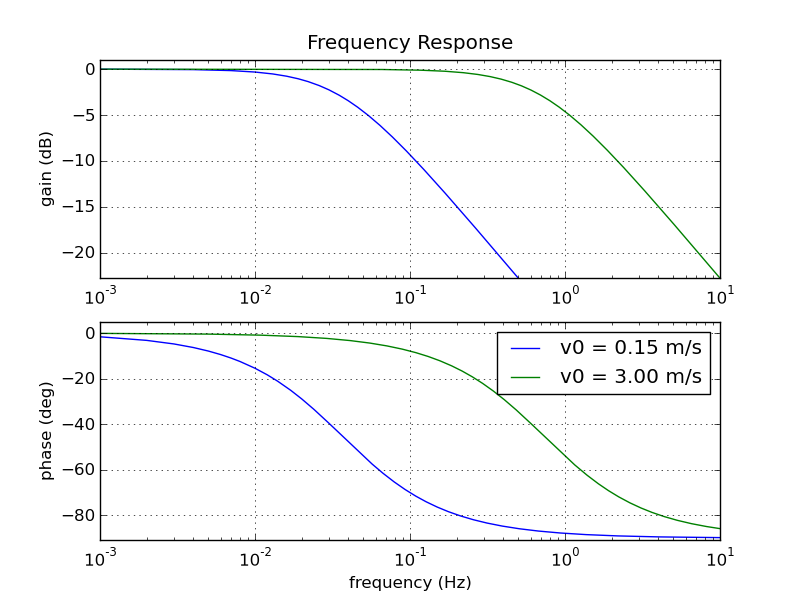 Frequency Response
0
−5
−10
−15
−20
gain (dB)
10^-3 10^-2 10^-1 10^0 10^1
0
−20
−40
−60
−80
phase (deg)
v0 = 0.15 m/s
v0 = 3.00 m/s
10^-3 10^-2 10^-1 10^0 10^1
frequency (Hz)